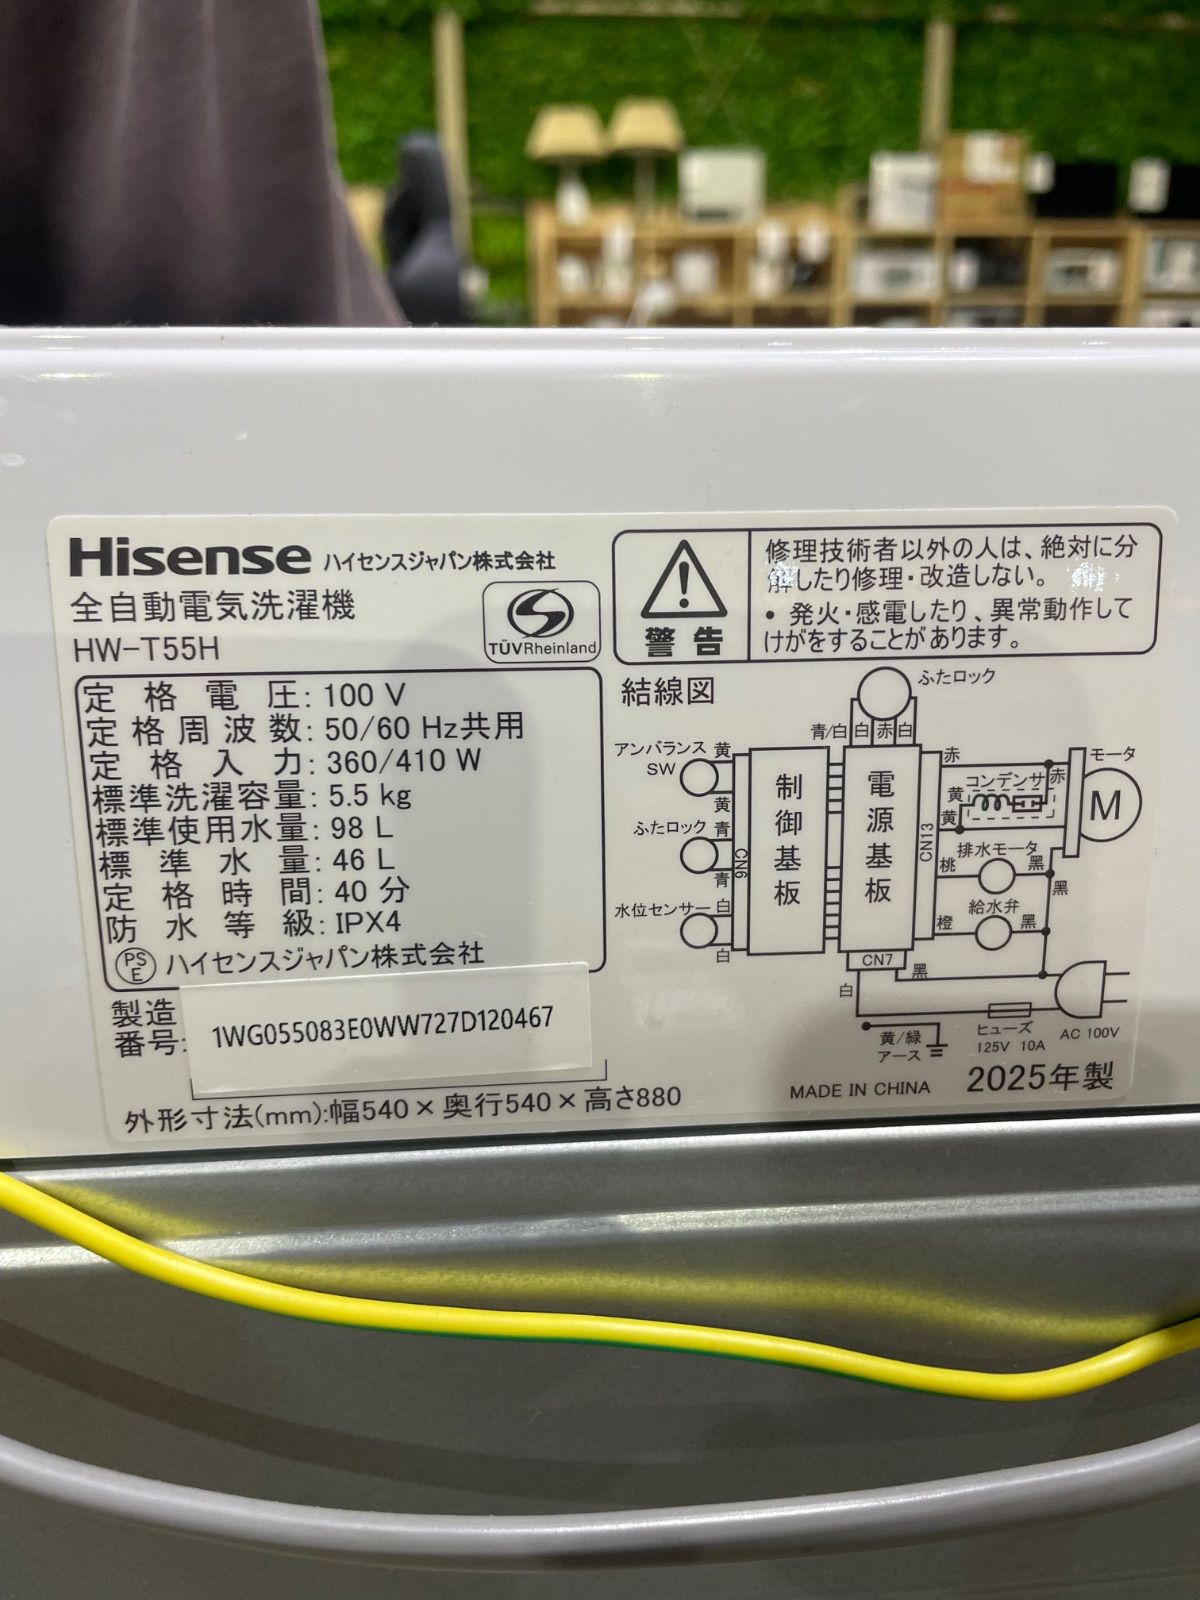 Hisense ハイセンスジャパン株式会社
全自動電気洗濯機
HW-T55H
TÜVRheinland
定格電圧: 100 V
定格周波数: 50/60 Hz共用
定格入力: 360/410 W
標準洗濯容量: 5.5 kg
標準使用水量: 98 L
標準水量: 46 L
定格時間: 40 分
防水等級: IPX4
PSE ハイセンスジャパン株式会社
製造番号: 1WG055083E0WW727D120467
外形寸法(mm):幅540×奥行540×高さ880
警告
修理技術者以外の人は、絶対に分
解したり修理・改造しない。
• 発火・感電したり、異常動作して
けがをすることがあります。
結線図
ふたロック
青/白 白 赤 白
アンバランス SW
黄
黄
ふたロック
青
青
水位センサー
白
白
CN6
制御基板
電源基板
CN13
CN7
赤
コンデンサ
赤
黄
黄
モータ
M
排水モータ
桃
黒
黒
給水弁
橙
黒
黒
白
ヒューズ
125V 10A
AC 100V
黄/緑
アース
MADE IN CHINA 2025年製